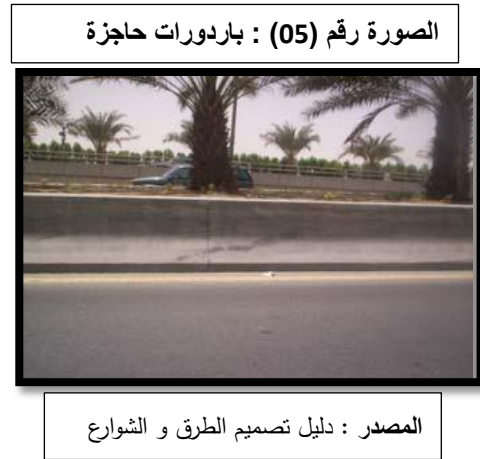 الصورة رقم (05) : باردورات حاجزة
المصدر : دليل تصميم الطرق و الشوارع